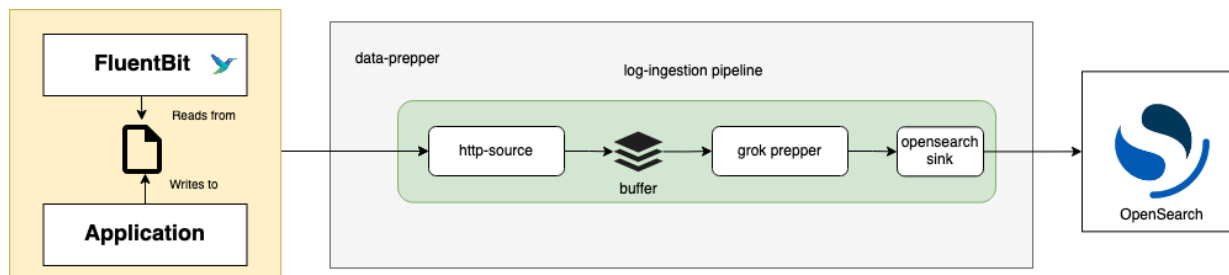 FluentBit
Reads from
Writes to
Application
data-prepper
log-ingestion pipeline
http-source
buffer
grok prepper
opensearch
sink
OpenSearch